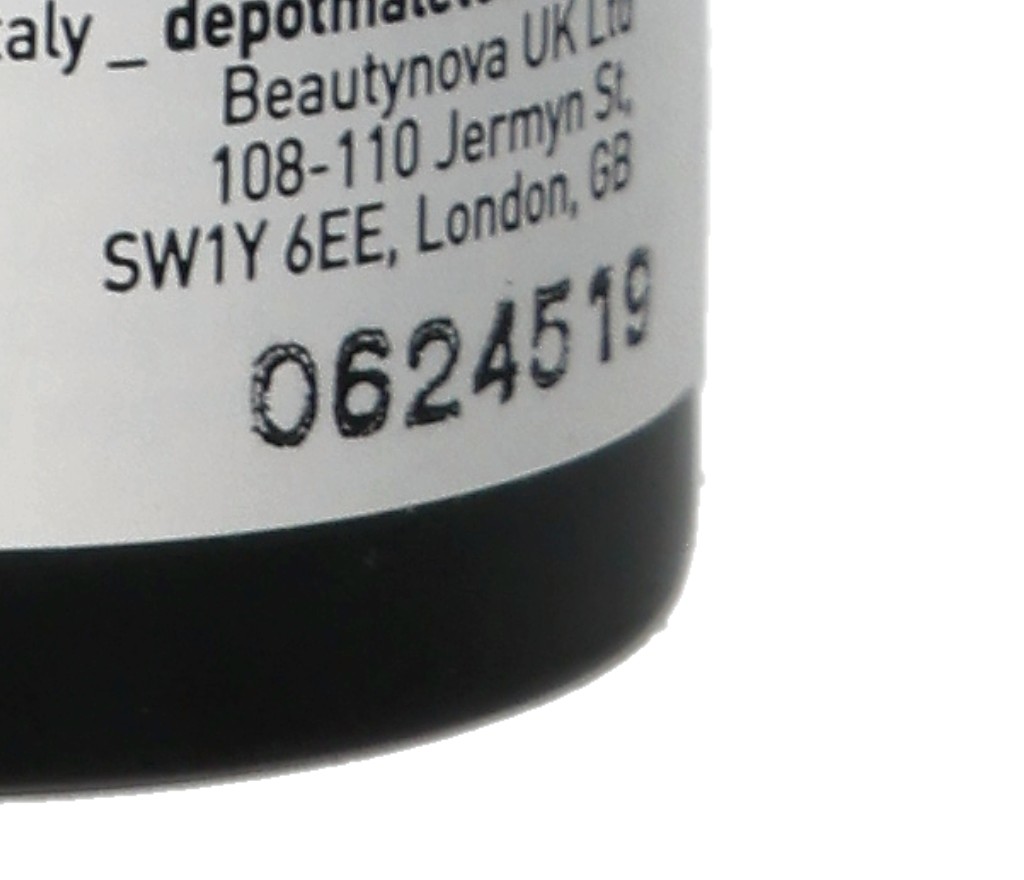 Beautynova UK Ltd
108-110 Jermyn St,
SW1Y 6EE, London, GB
0624519